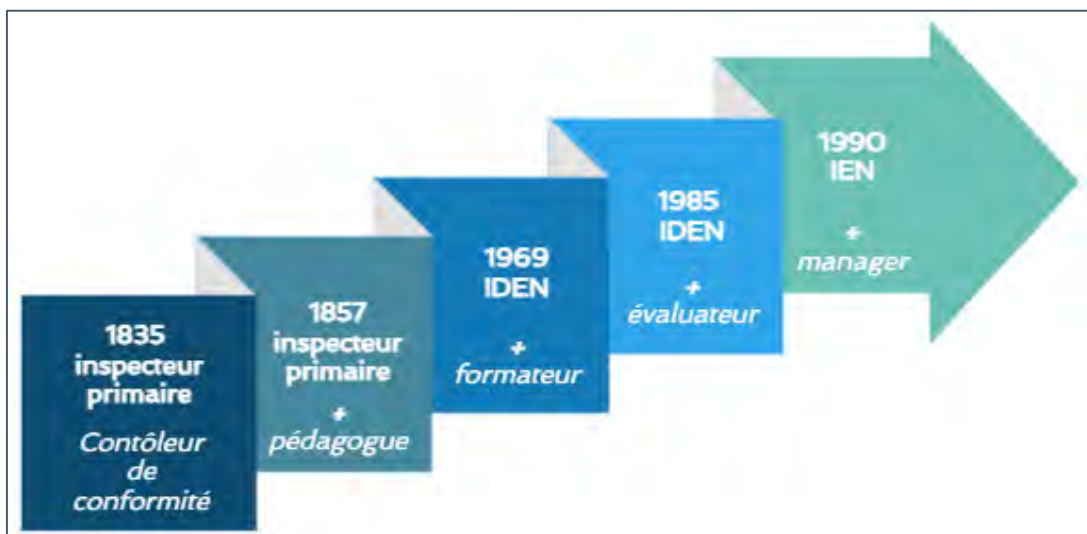 1835
inspecteur
primaire
Contôleur
de
conformité
1857
inspecteur
primaire
+
pédagogue
1969
IDEN
+
formateur
1985
IDEN
+
évaluateur
1990
IEN
+
manager